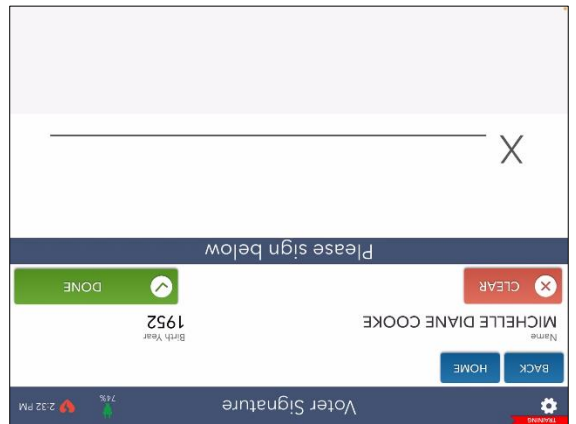 TRAINING
Voter Signature
74%
2:32 PM
BACK
HOME
Name
MICHELLE DIANE COOKE
Birth Year
1952
CLEAR
DONE
Please sign below
X